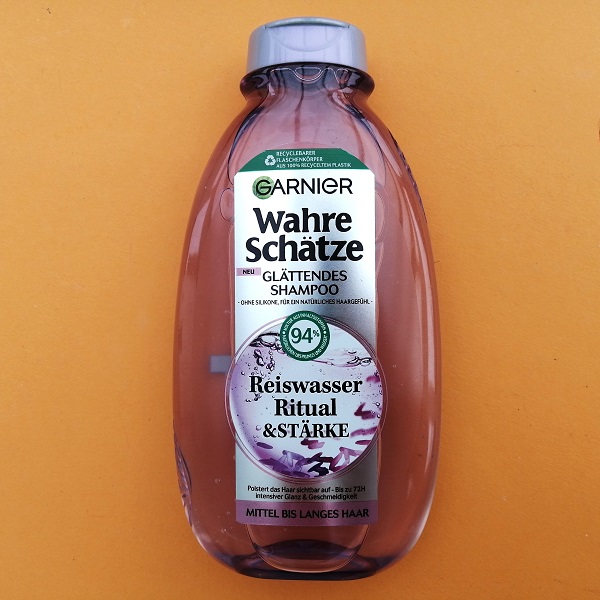 RECYCLEBARER
FLASCHENKÖRPER
AUS 100% RECYCELTEM PLASTIK
GARNIER
Wahre
Schätze
NEU
GLÄTTENDES
SHAMPOO
- OHNE SILIKONE, FÜR EIN NATÜRLICHES HAARGEFÜHL -
94%
Reiswasser
Ritual
&STÄRKE
Polstert das Haar sichtbar auf - Bis zu 72H
intensiver Glanz & Geschmeidigkeit
MITTEL BIS LANGES HAAR